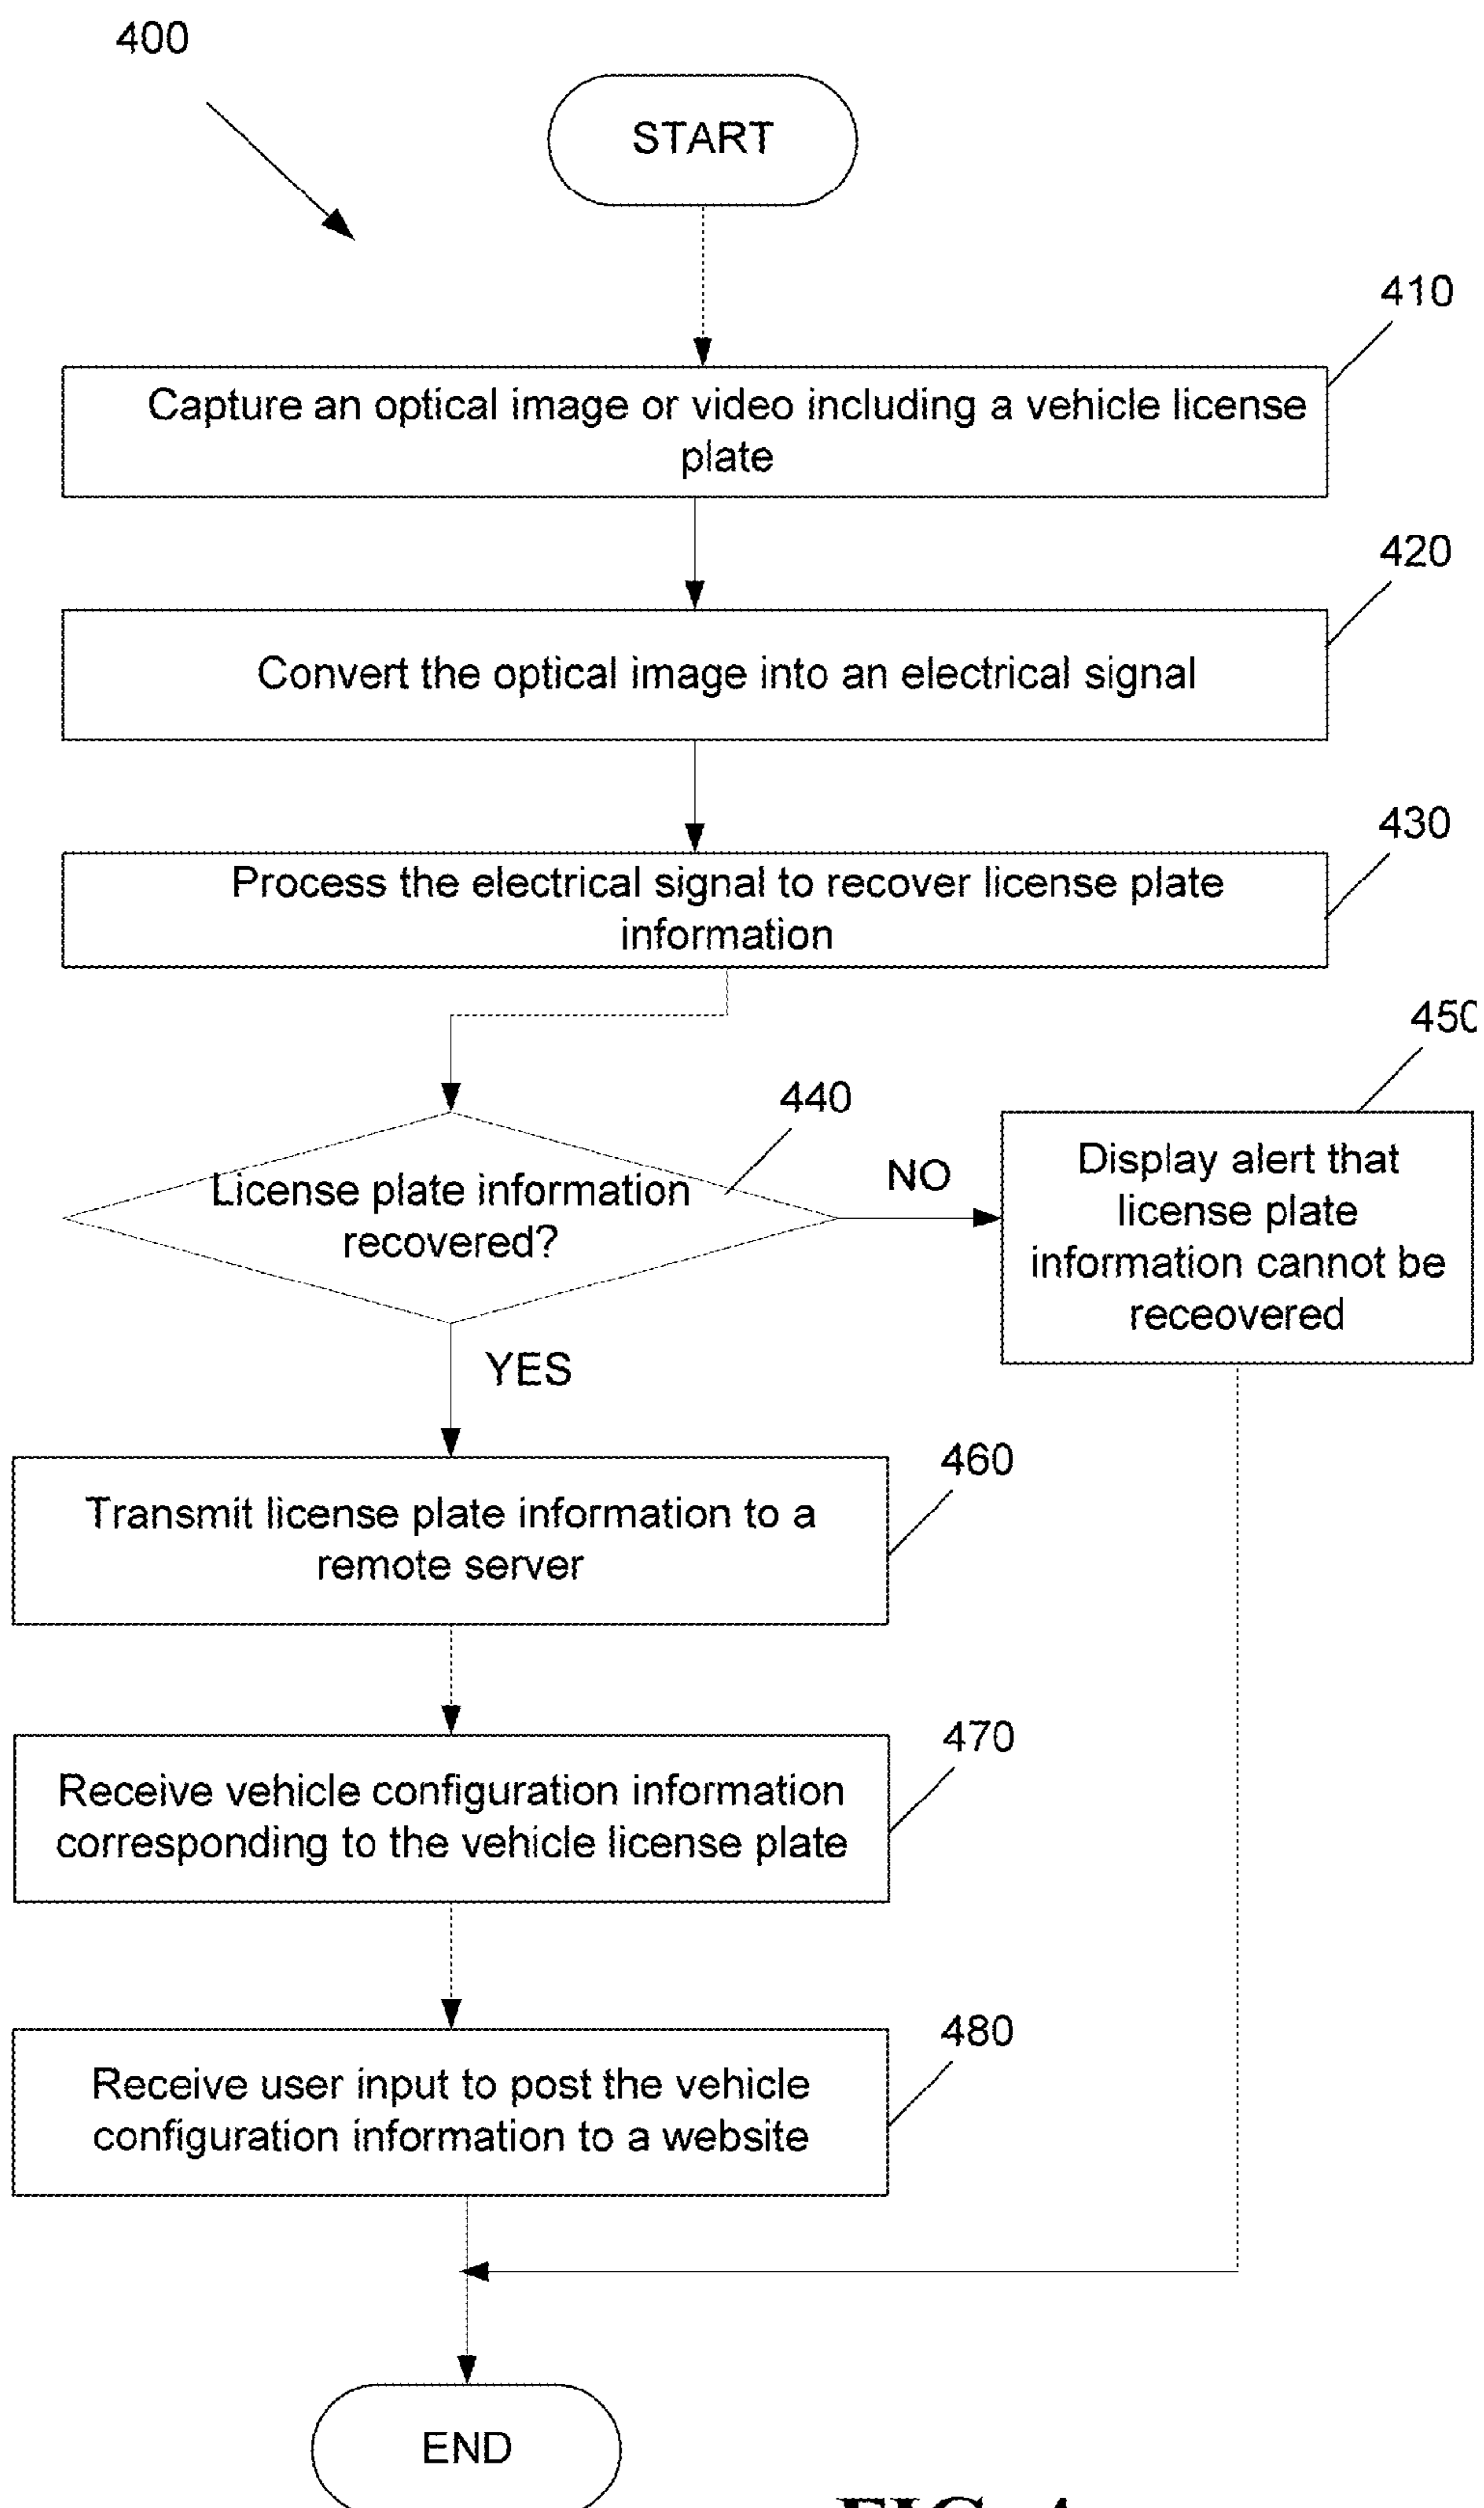 400
START
410
Capture an optical image or video including a vehicle license
plate
420
Convert the optical image into an electrical signal
430
Process the electrical signal to recover license plate
information
450
440
License plate information
recovered?
NO
Display alert that
license plate
information cannot be
receovered
YES
460
Transmit license plate information to a
remote server
470
Receive vehicle configuration information
corresponding to the vehicle license plate
480
Receive user input to post the vehicle
configuration information to a website
END